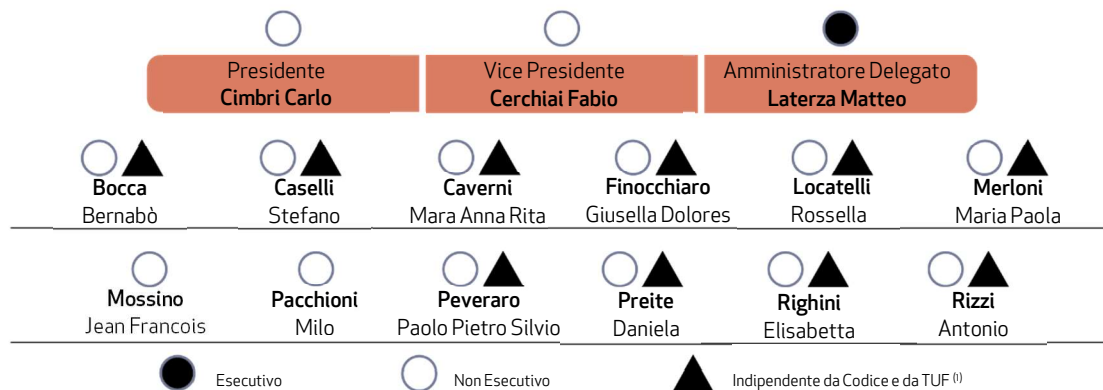 Presidente
Cimbri Carlo
Vice Presidente
Cerchiai Fabio
Amministratore Delegato
Laterza Matteo
Bocca
Bernabò
Caselli
Stefano
Caverni
Mara Anna Rita
Finocchiaro
Giusella Dolores
Locatelli
Rossella
Merloni
Maria Paola
Mossino
Jean Francois
Pacchioni
Milo
Peveraro
Paolo Pietro Silvio
Preite
Daniela
Righini
Elisabetta
Rizzi
Antonio
Esecutivo
Non Esecutivo
Indipendente da Codice e da TUF (1)